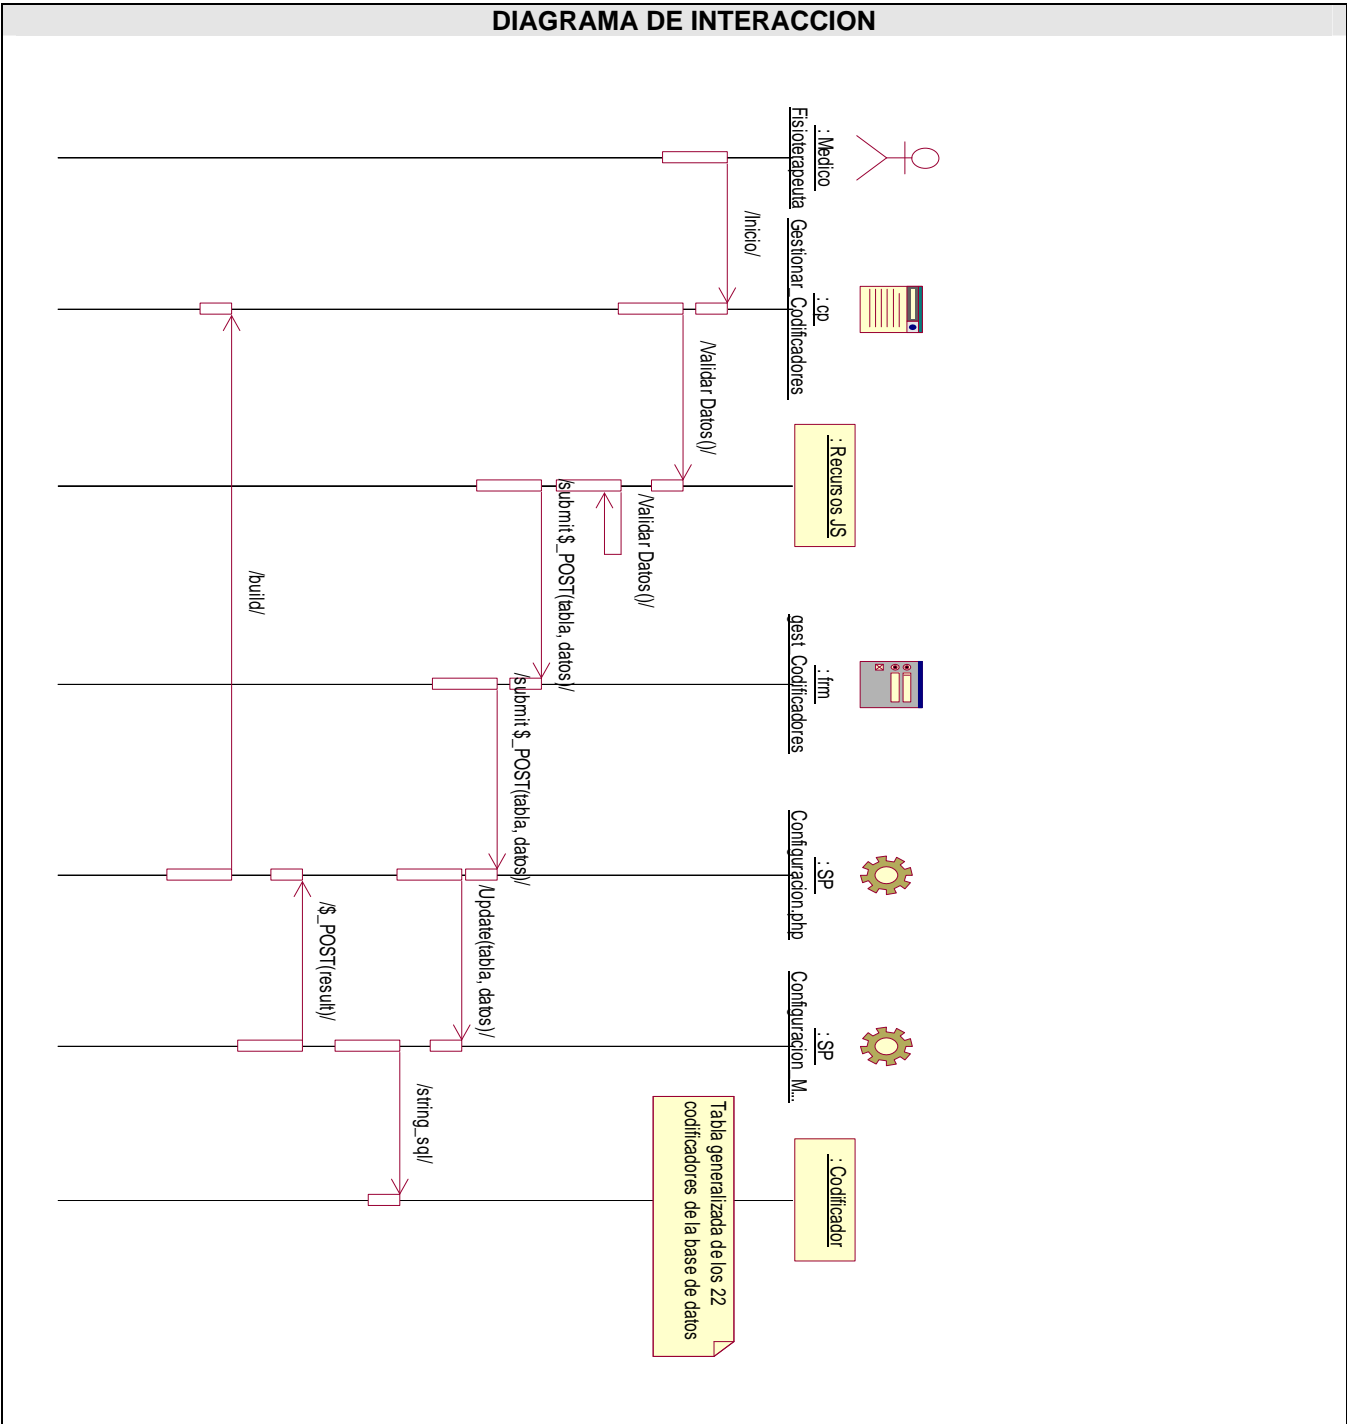 DIAGRAMA DE INTERACCION
: Medico
Fisioterapeuta
: cp
Gestionar_Codificadores
: Recursos JS
: frm
gest_Codificadores
: SP
Configuracion.php
: SP
Configuracion_M...
: Codificador
Tabla generalizada de los 22
codificadores de la base de datos
/Inicio/
/Validar Datos()/
/Validar Datos()/
/submit $_POST(tabla, datos)/
/submit $_POST(tabla, datos)/
/Update(tabla, datos)/
/string_sql/
/$_POST(result)/
/build/